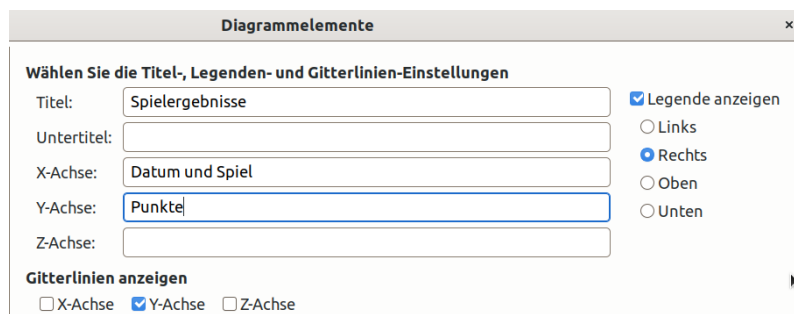 Diagrammelemente
×
Wählen Sie die Titel-, Legenden- und Gitterlinien-Einstellungen
Titel: Spielergebnisse
Untertitel:
X-Achse: Datum und Spiel
Y-Achse: Punkte
Z-Achse:
Legende anzeigen
Links
Rechts
Oben
Unten
Gitterlinien anzeigen
X-Achse Y-Achse Z-Achse